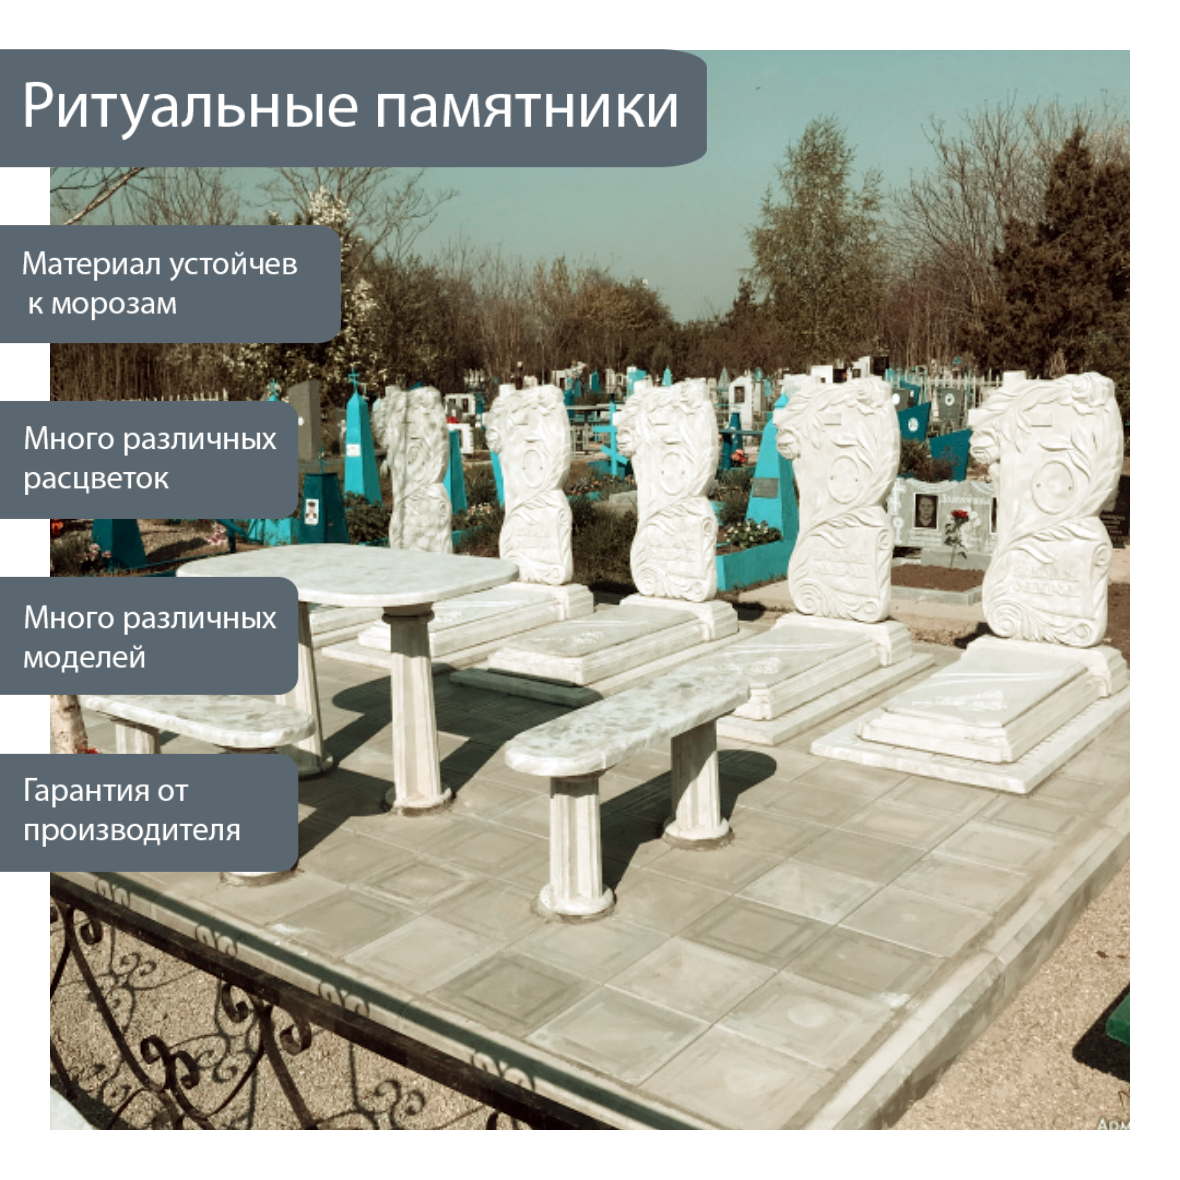 Ритуальные памятники
Материал устойчев
к морозам
Много различных
расцветок
Много различных
моделей
Гарантия от
производителя